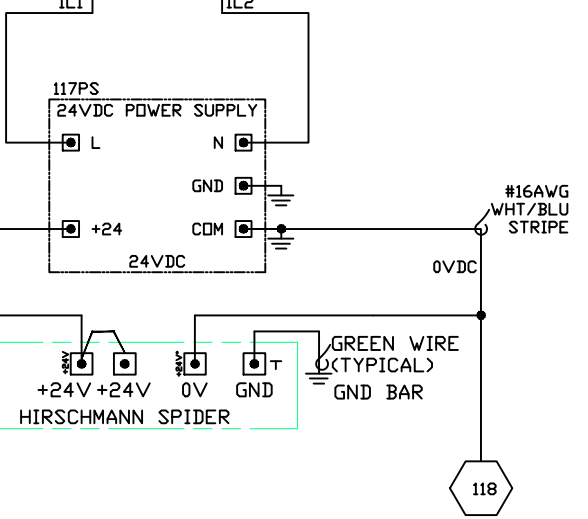 1L1 1L2
117PS
24VDC POWER SUPPLY
L N
GND
+24 COM
24VDC
#16AWG
WHT/BLU
STRIPE
0VDC
+24V +24V 0V GND
HIRSCHMANN SPIDER
GREEN WIRE
(TYPICAL)
GND BAR
118